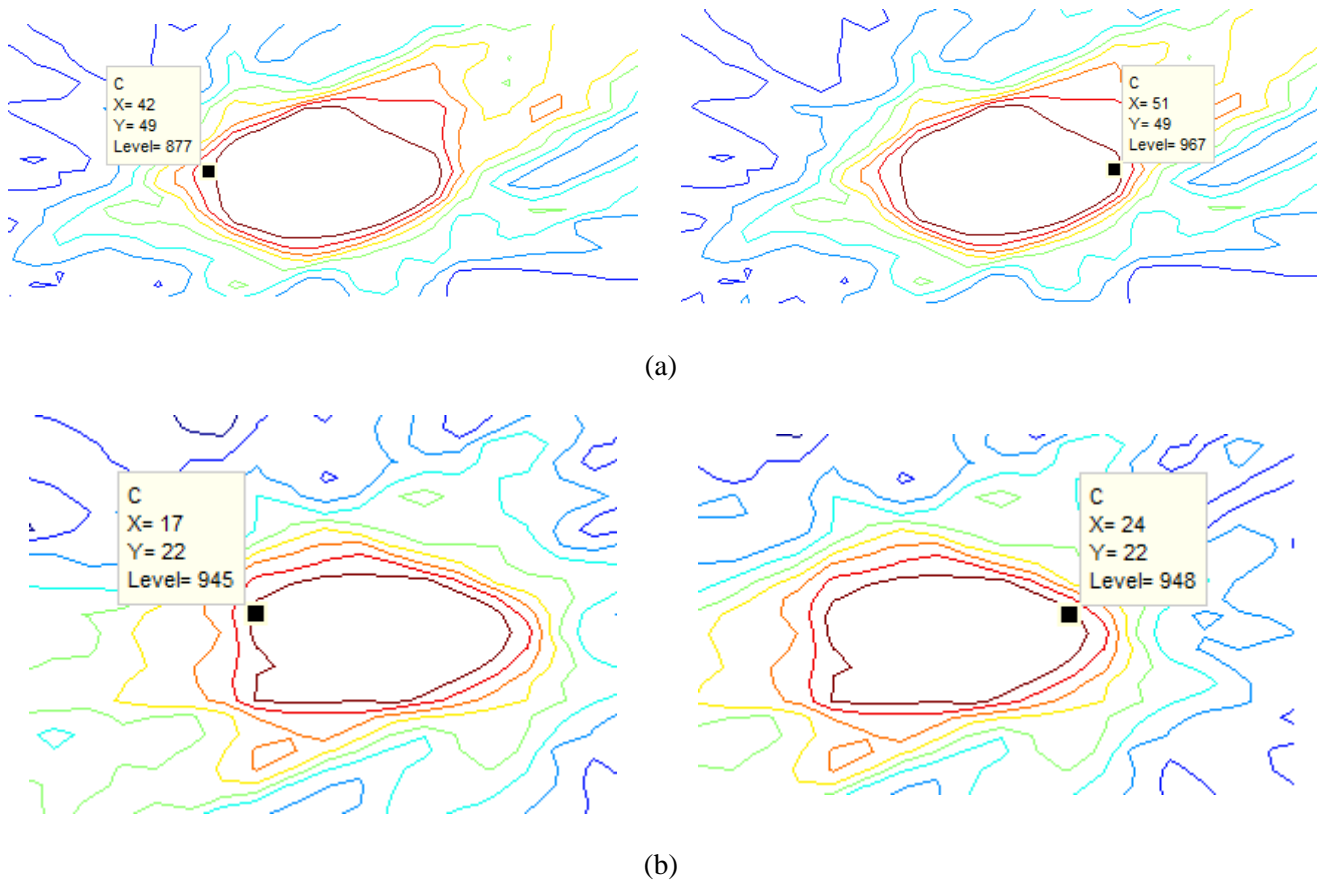 C
X= 42
Y= 49
Level= 877
C
X= 51
Y= 49
Level= 967
(a)
C
X= 17
Y= 22
Level= 945
C
X= 24
Y= 22
Level= 948
(b)